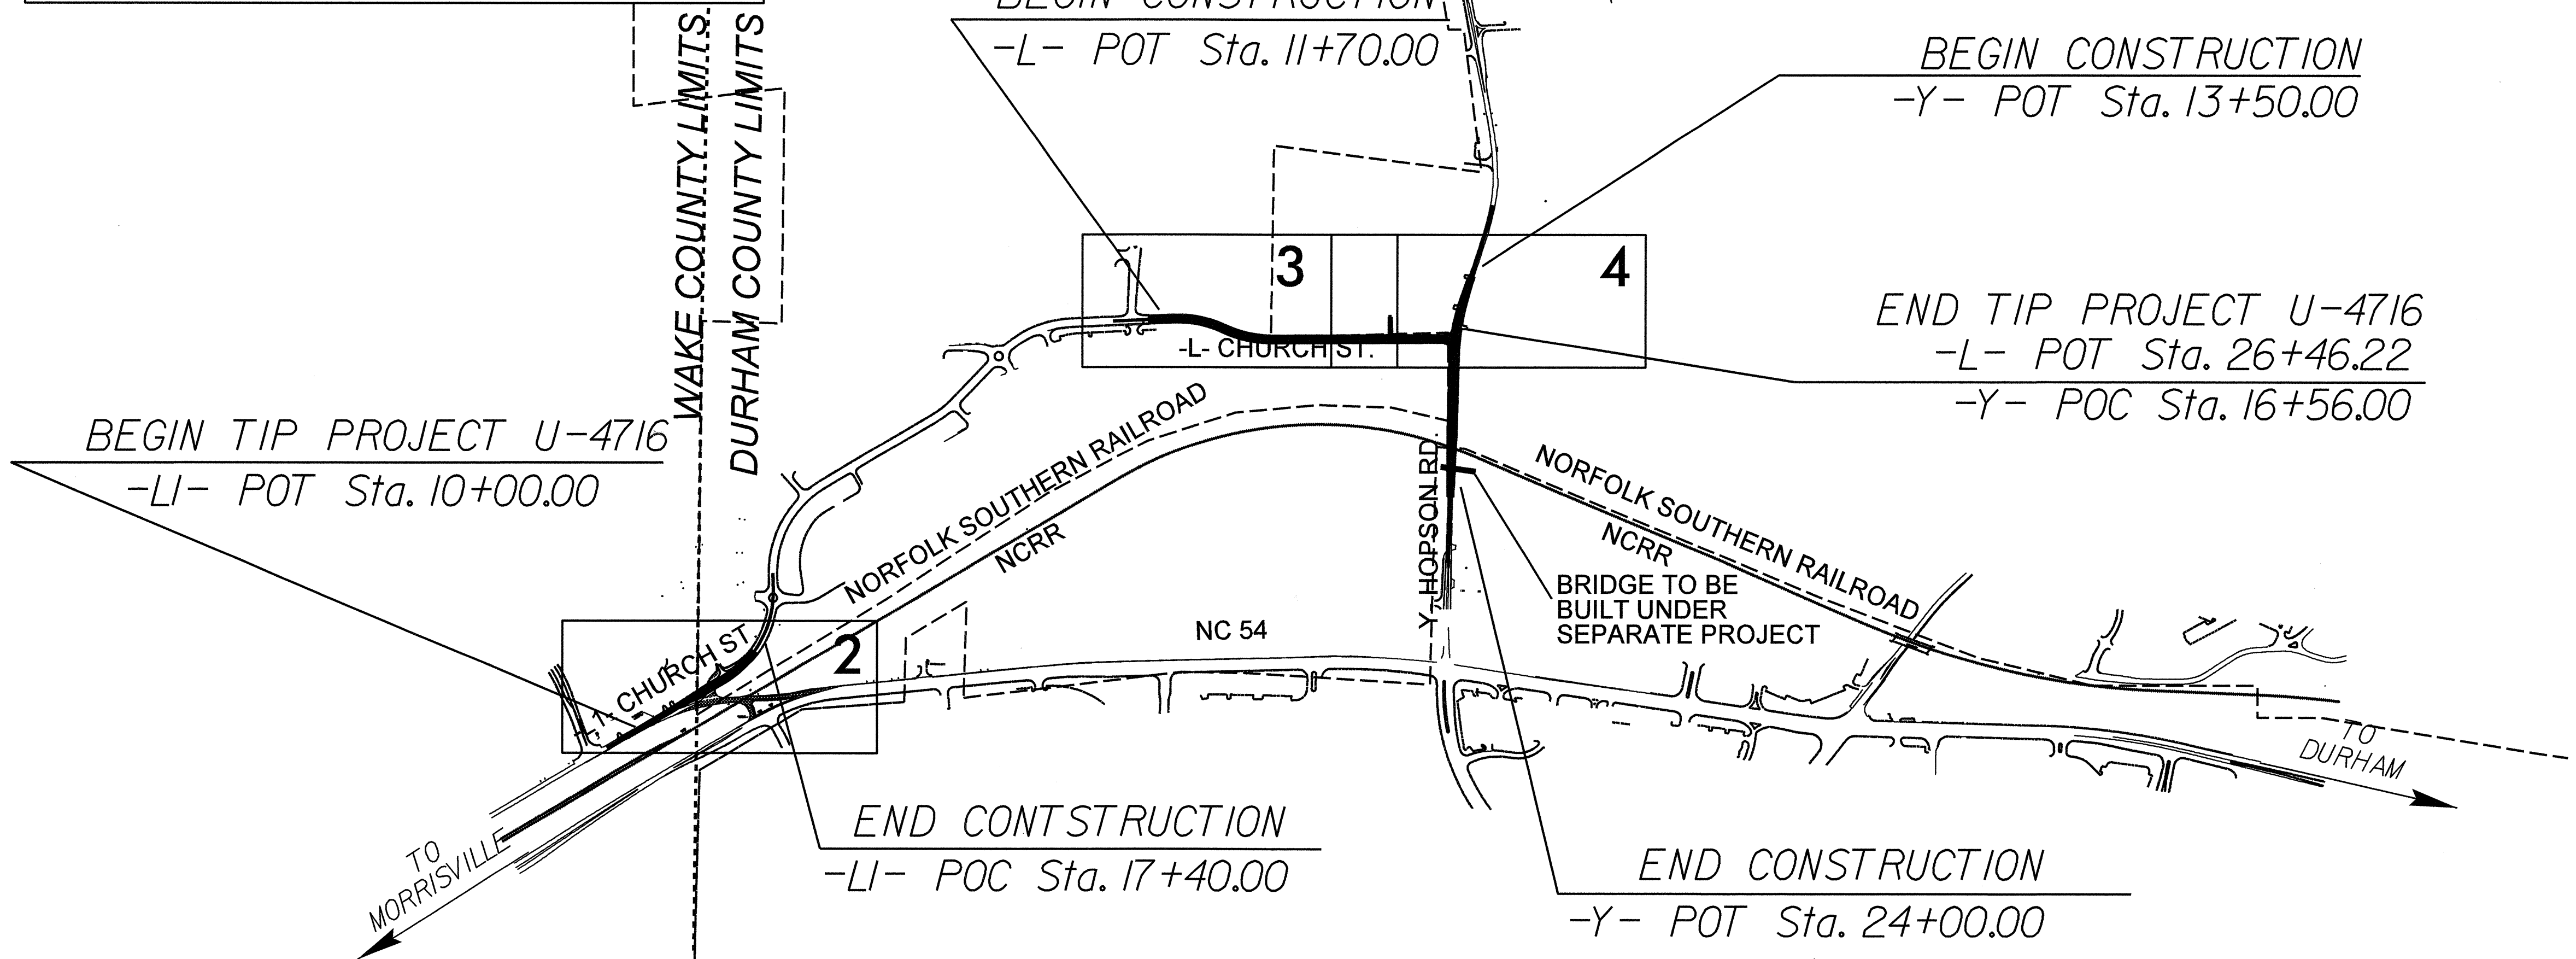 BEGIN CONSTRUCTION
-L- POT Sta. 11+70.00
BEGIN CONSTRUCTION
-Y- POT Sta. 13+50.00
WAKE COUNTY LIMITS
DURHAM COUNTY LIMITS
3
4
-L- CHURCH ST.
END TIP PROJECT U-4716
-L- POT Sta. 26+46.22
-Y- POC Sta. 16+56.00
BEGIN TIP PROJECT U-4716
-L1- POT Sta. 10+00.00
NORFOLK SOUTHERN RAILROAD
NCRR
-Y- HOPSON RD.
NORFOLK SOUTHERN RAILROAD
NCRR
BRIDGE TO BE
BUILT UNDER
SEPARATE PROJECT
NC 54
2
-L1- CHURCH ST.
TO
DURHAM
TO
MORRISVILLE
END CONTSTRUCTION
-L1- POC Sta. 17+40.00
END CONSTRUCTION
-Y- POT Sta. 24+00.00